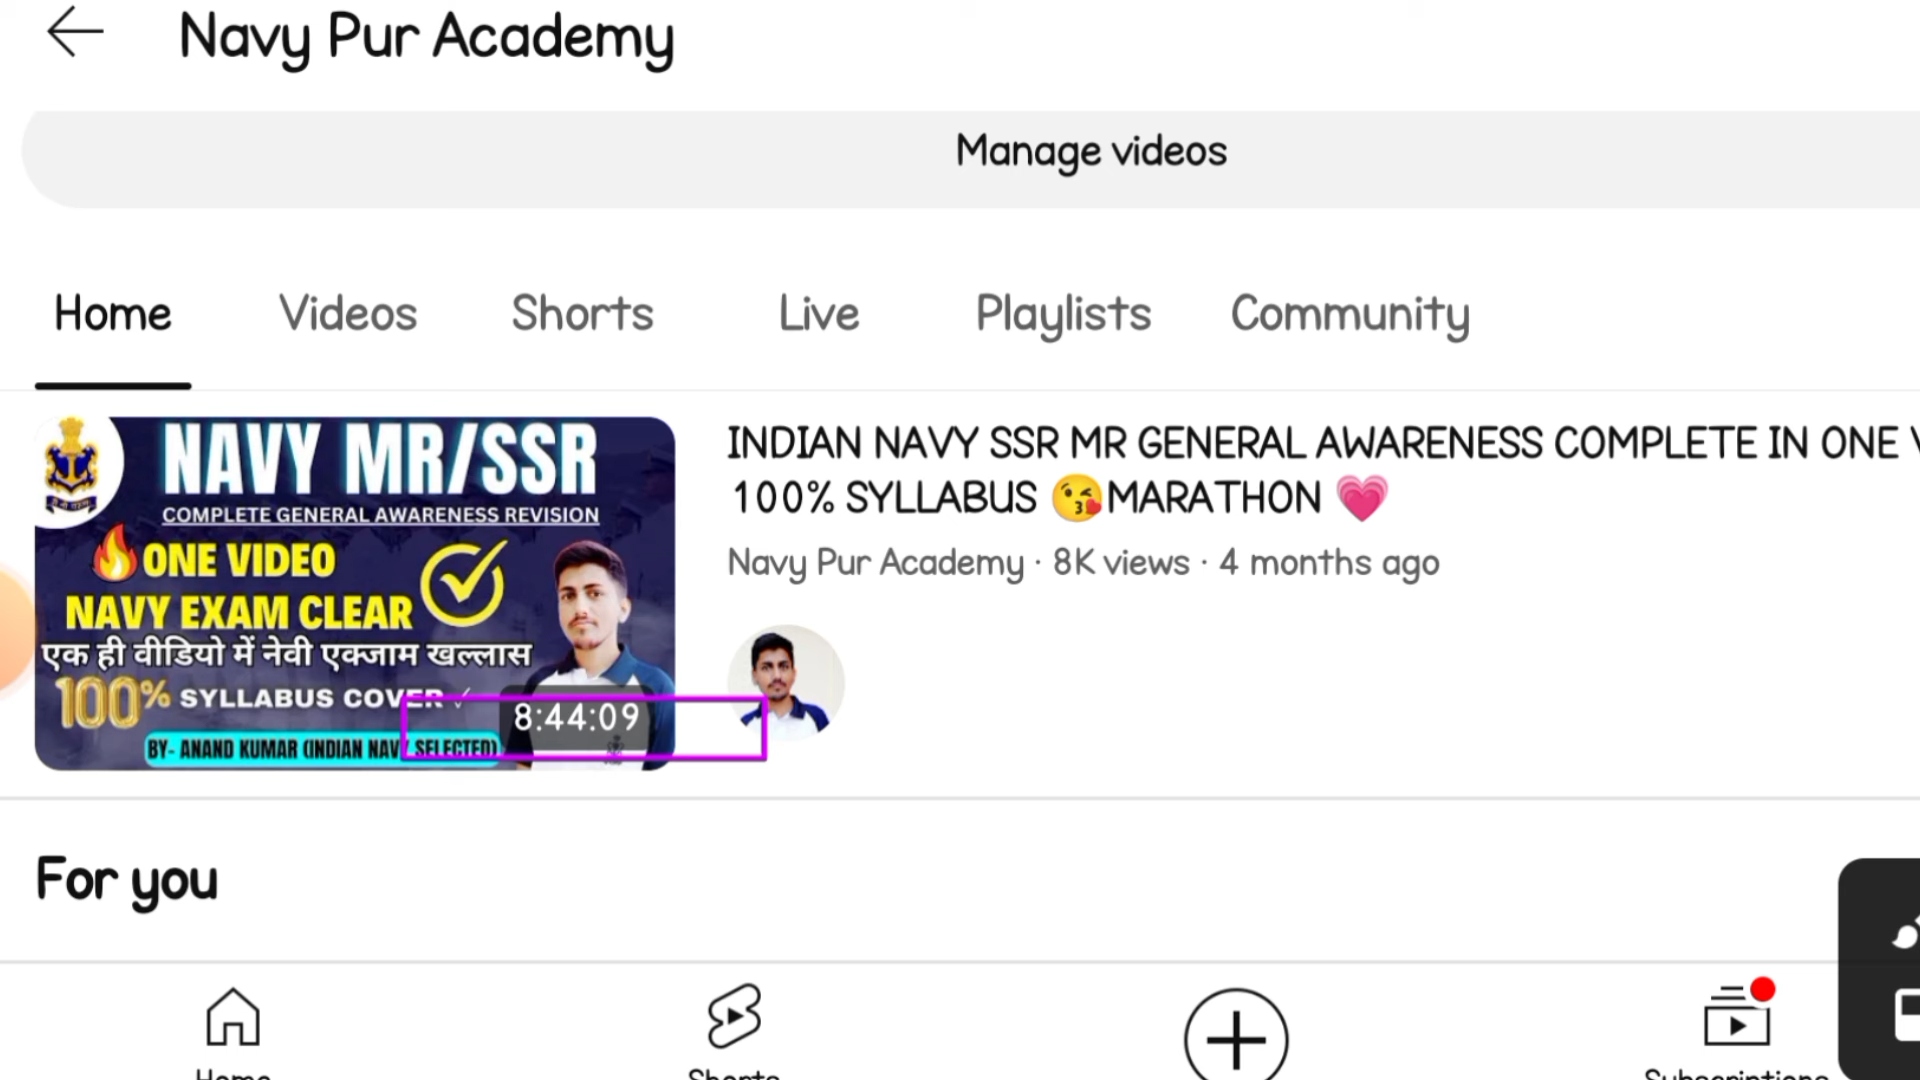 Navy Pur Academy
Manage videos
Home Videos Shorts Live Playlists Community
NAVY MR/SSR
COMPLETE GENERAL AWARENESS REVISION
🔥ONE VIDEO
NAVY EXAM CLEAR
एक ही वीडियो में नेवी एक्जाम खल्लास
100% SYLLABUS COVER ✓
8:44:09
BY- ANAND KUMAR (INDIAN NAVY SELECTED)
INDIAN NAVY SSR MR GENERAL AWARENESS COMPLETE IN ONE
100% SYLLABUS 😘MARATHON 💗
Navy Pur Academy · 8K views · 4 months ago
For you
Home Shorts Subscriptions